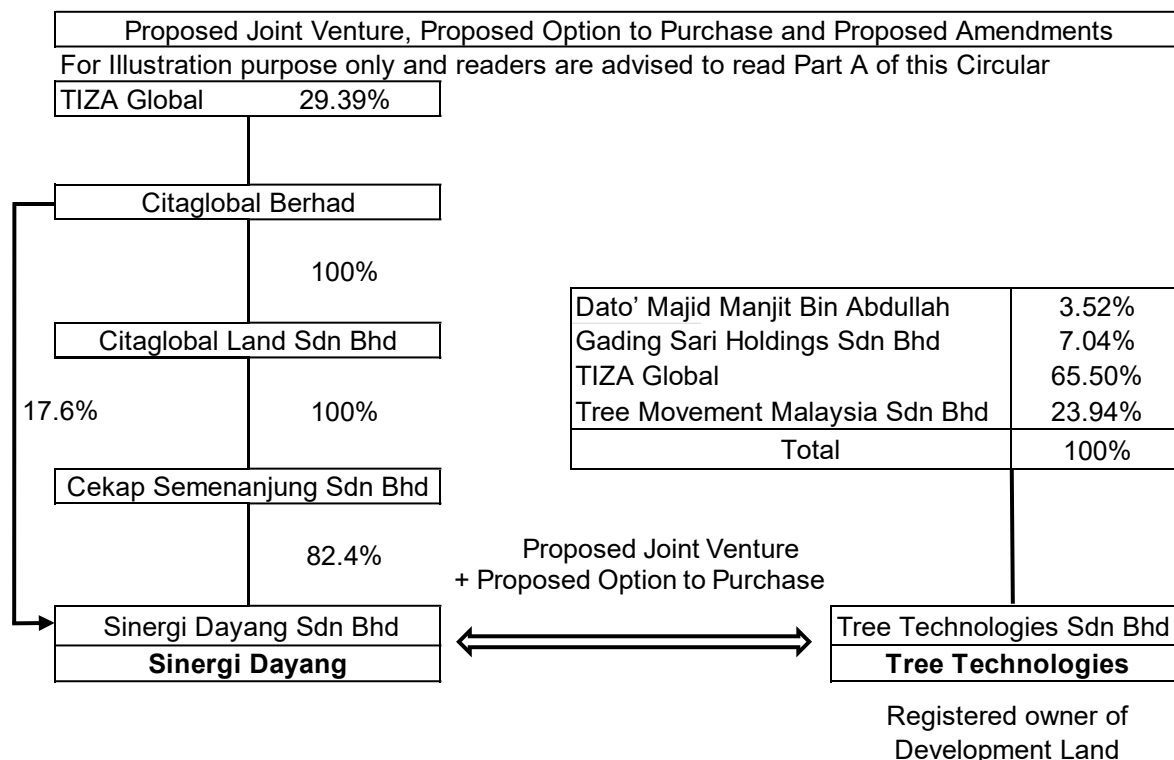 Proposed Joint Venture, Proposed Option to Purchase and Proposed Amendments
For Illustration purpose only and readers are advised to read Part A of this Circular
TIZA Global 29.39%
Citaglobal Berhad
100%
Citaglobal Land Sdn Bhd
17.6%
100%
Cekap Semenanjung Sdn Bhd
82.4%
Sinergi Dayang Sdn Bhd
Sinergi Dayang
Proposed Joint Venture
+ Proposed Option to Purchase
Dato’ Majid Manjit Bin Abdullah 3.52%
Gading Sari Holdings Sdn Bhd 7.04%
TIZA Global 65.50%
Tree Movement Malaysia Sdn Bhd 23.94%
Total 100%
Tree Technologies Sdn Bhd
Tree Technologies
Registered owner of
Development Land